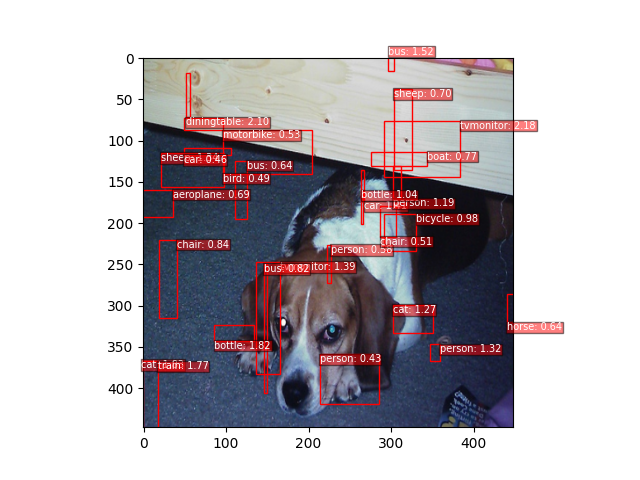 bus: 1.52
0
sheep: 0.70
50
diningtable: 2.10
tvmonitor: 2.18
motorbike: 0.53
100
car: 0.46
boat: 0.77
bus: 0.64
bird: 0.49
150
aeroplane: 0.69
bottle: 1.04
person: 1.19
200
bicycle: 0.98
chair: 0.84
chair: 0.51
250
bus: 0.82
cat: 1.27
300
horse: 0.64
bottle: 1.82
person: 1.32
350
person: 0.43
train: 1.77
400
0 100 200 300 400